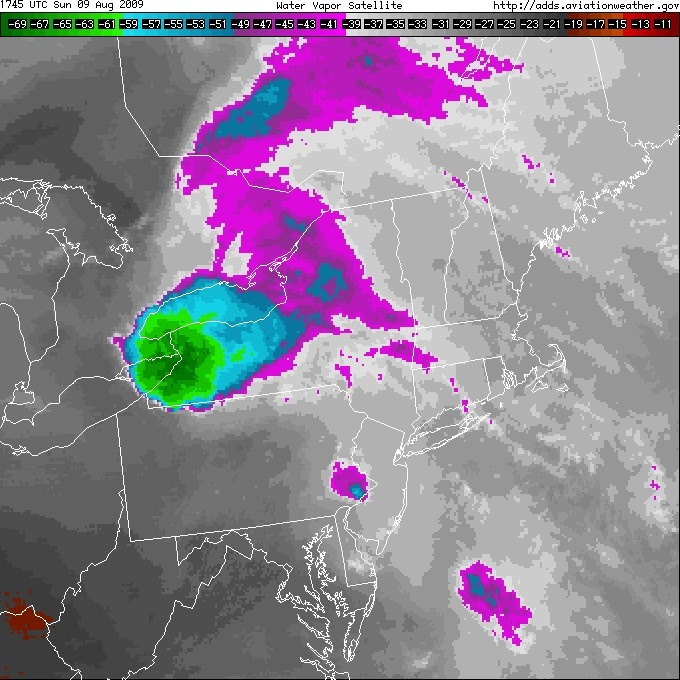 1745 UTC Sun 09 Aug 2009 Water Vapor Satellite http://adds.aviationweather.gov
-69 -67 -65 -63 -61 -59 -57 -55 -53 -51 -49 -47 -45 -43 -41 -39 -37 -35 -33 -31 -29 -27 -25 -23 -21 -19 -17 -15 -13 -11